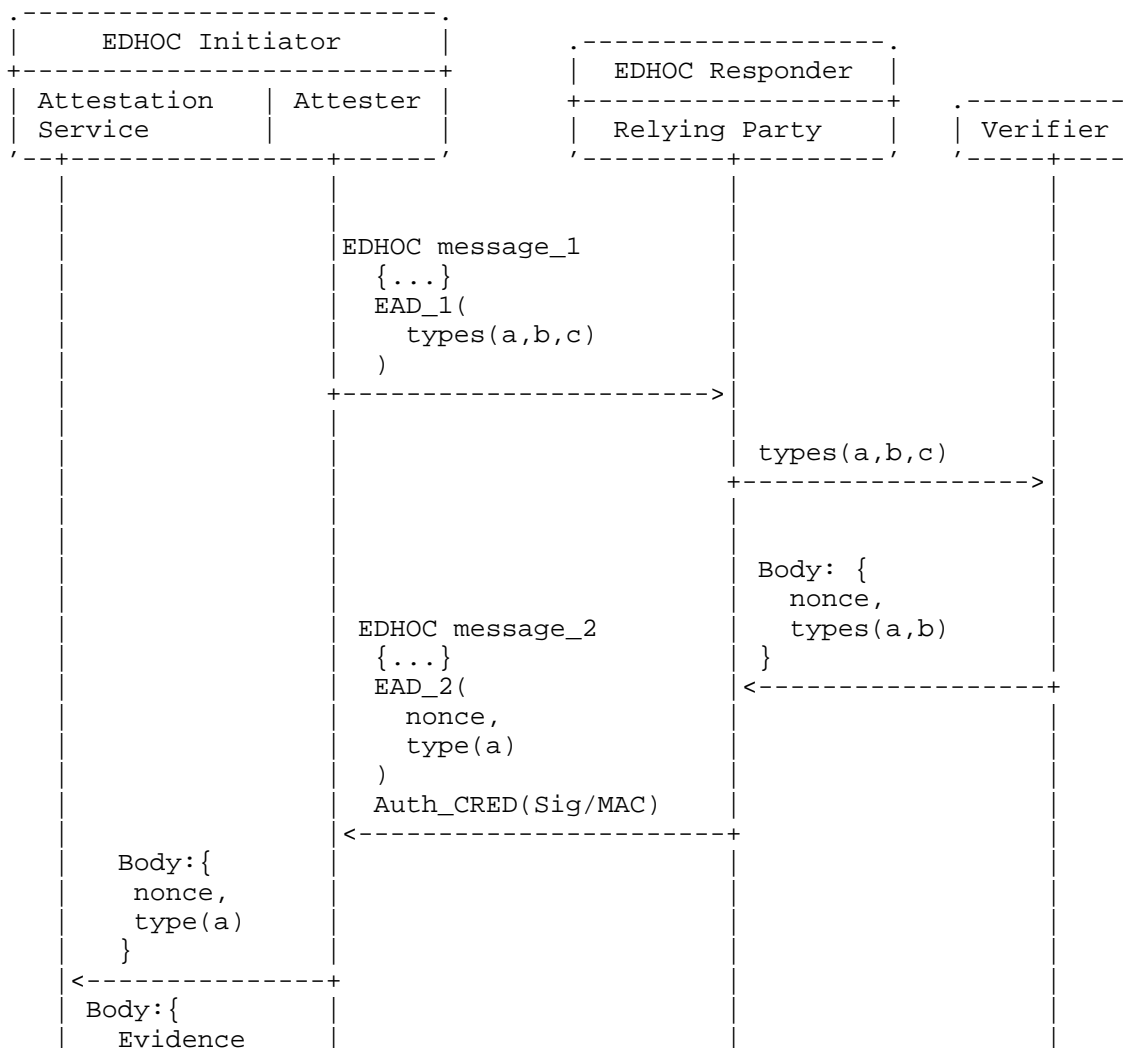 EDHOC Initiator
EDHOC Responder
Attestation Attester
Service
Relying Party
Verifier
EDHOC message_1
{...}
EAD_1(
types(a,b,c)
)
types(a,b,c)
Body: {
nonce,
types(a,b)
}
EDHOC message_2
{...}
EAD_2(
nonce,
type(a)
)
Auth_CRED(Sig/MAC)
Body:{
nonce,
type(a)
}
Body:{
Evidence